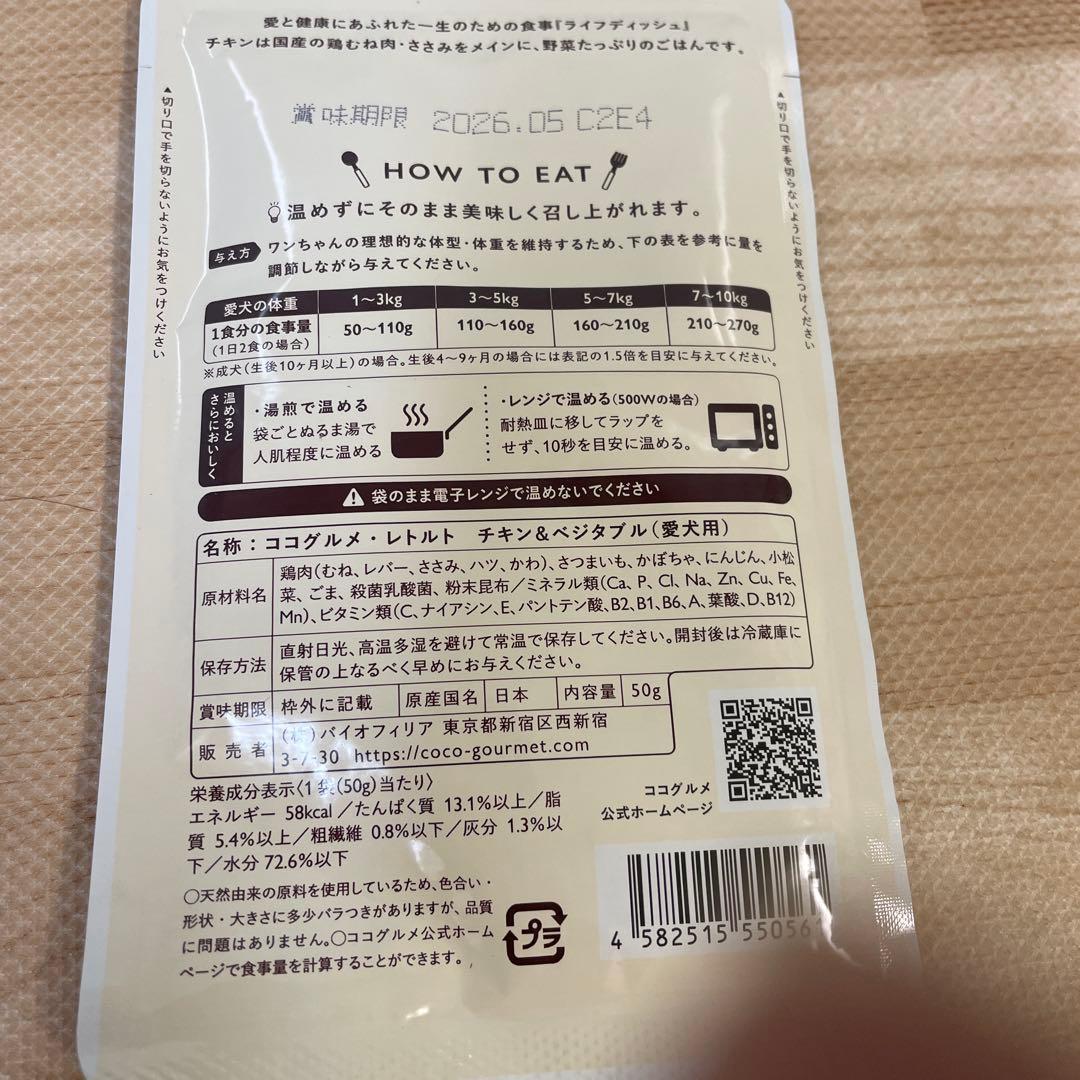 愛と健康にあふれた一生のための食事『ライフディッシュ』
チキンは国産の鶏むね肉・ささみをメインに、野菜たっぷりのごはんです。
▲切り口で手を切らないようにお気をつけください
▲切り口で手を切らないようにお気をつけください
賞味期限 2026.05 C2E4
HOW TO EAT
温めずにそのまま美味しく召し上がれます。
与え方 ワンちゃんの理想的な体型・体重を維持するため、下の表を参考に量を
調節しながら与えてください。
愛犬の体重 1〜3kg 3〜5kg 5〜7kg 7〜10kg
1食分の食事量 50〜110g 110〜160g 160〜210g 210〜270g
(1日2食の場合)
※成犬(生後10ヶ月以上)の場合。生後4〜9ヶ月の場合には表記の1.5倍を目安に与えてください。
温めると
さらにおいしく
・湯煎で温める
袋ごとぬるま湯で
人肌程度に温める
・レンジで温める(500Wの場合)
耐熱皿に移してラップを
せず、10秒を目安に温める。
袋のまま電子レンジで温めないでください
名称：ココグルメ・レトルト チキン&ベジタブル(愛犬用)
原材料名 鶏肉(むね、レバー、ささみ、ハツ、かわ)、さつまいも、かぼちゃ、にんじん、小松
菜、ごま、殺菌乳酸菌、粉末昆布／ミネラル類(Ca, P, Cl, Na, Zn, Cu, Fe,
Mn)、ビタミン類(C、ナイアシン、E、パントテン酸、B2、B1、B6、A、葉酸、D、B12)
保存方法 直射日光、高温多湿を避けて常温で保存してください。開封後は冷蔵庫に
保管の上なるべく早めにお与えください。
賞味期限 枠外に記載 原産国名 日本 内容量 50g
販売者 (株)バイオフィリア 東京都新宿区西新宿
3-7-30 https://coco-gourmet.com
栄養成分表示〈1袋(50g)当たり〉
エネルギー 58kcal／たんぱく質 13.1%以上／脂
質 5.4%以上／粗繊維 0.8%以下／灰分 1.3%以
下／水分 72.6%以下
○天然由来の原料を使用しているため、色合い・
形状・大きさに多少バラつきがありますが、品質
に問題はありません。○ココグルメ公式ホーム
ページで食事量を計算することができます。
プラ
ココグルメ
公式ホームページ
4 582515 55056